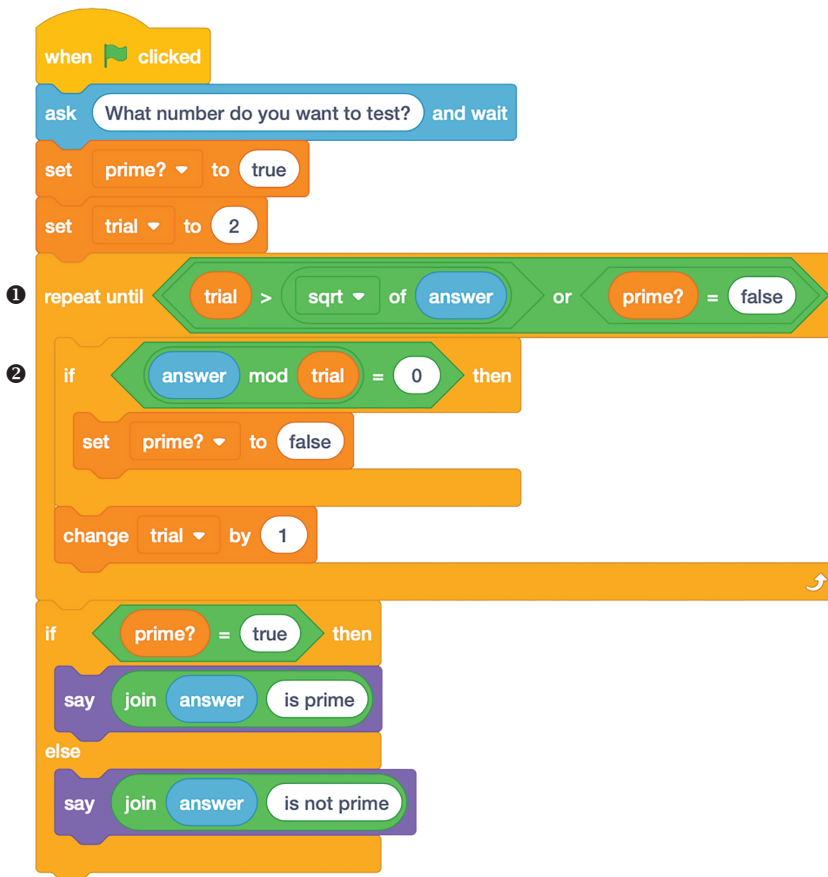 when clicked
ask What number do you want to test? and wait
set prime? to true
set trial to 2
❶ repeat until trial > sqrt of answer or prime? = false
❷ if answer mod trial = 0 then
set prime? to false
change trial by 1
if prime? = true then
say join answer is prime
else
say join answer is not prime